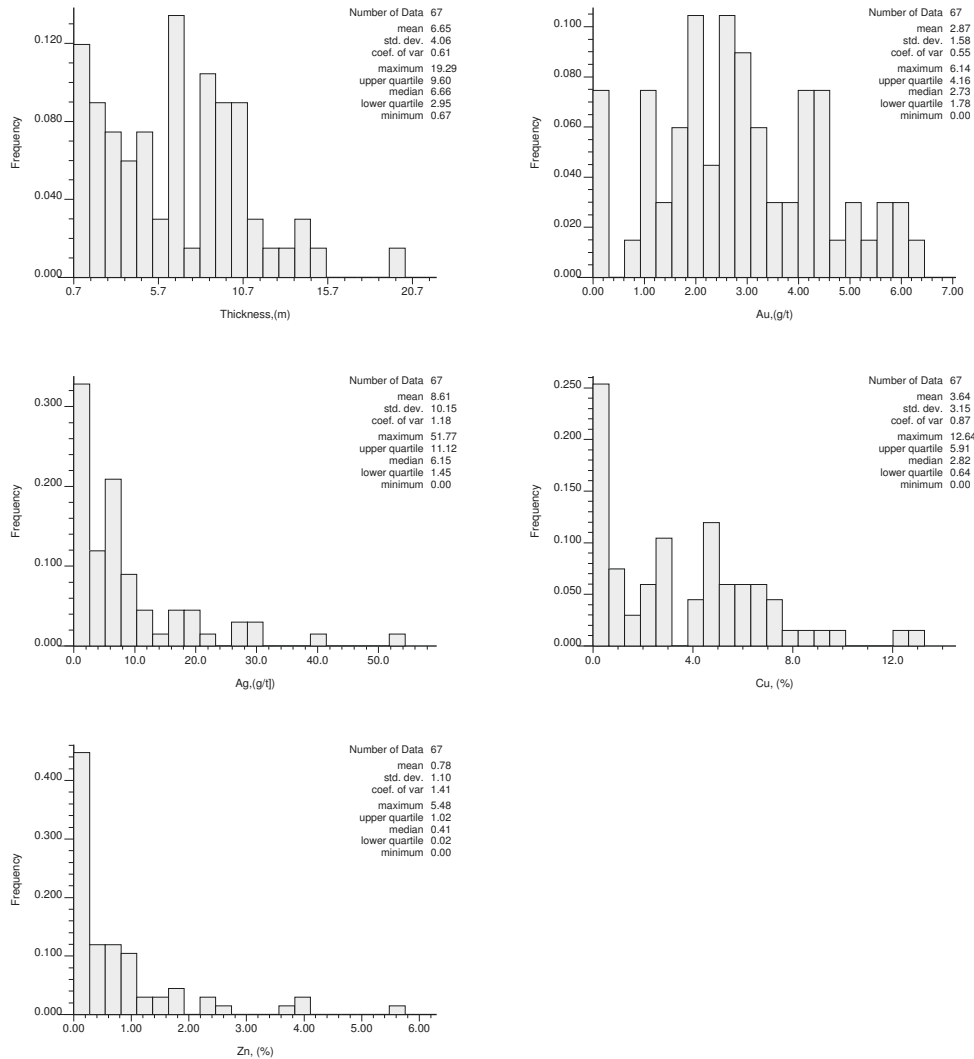 Number of Data 67
mean 6.65
std. dev. 4.06
coef. of var 0.61
maximum 19.29
upper quartile 9.60
median 6.66
lower quartile 2.95
minimum 0.67
Frequency
0.120
0.080
0.040
0.000
0.7 5.7 10.7 15.7 20.7
Thickness,(m)
Number of Data 67
mean 2.87
std. dev. 1.58
coef. of var 0.55
maximum 6.14
upper quartile 4.16
median 2.73
lower quartile 1.78
minimum 0.00
Frequency
0.100
0.080
0.060
0.040
0.020
0.000
0.00 1.00 2.00 3.00 4.00 5.00 6.00 7.00
Au,(g/t)
Number of Data 67
mean 8.61
std. dev. 10.15
coef. of var 1.18
maximum 51.77
upper quartile 11.12
median 6.15
lower quartile 1.45
minimum 0.00
Frequency
0.300
0.200
0.100
0.000
0.0 10.0 20.0 30.0 40.0 50.0
Ag,(g/t])
Number of Data 67
mean 3.64
std. dev. 3.15
coef. of var 0.87
maximum 12.64
upper quartile 5.91
median 2.82
lower quartile 0.64
minimum 0.00
Frequency
0.250
0.200
0.150
0.100
0.050
0.000
0.0 4.0 8.0 12.0
Cu, (%)
Number of Data 67
mean 0.78
std. dev. 1.10
coef. of var 1.41
maximum 5.48
upper quartile 1.02
median 0.41
lower quartile 0.02
minimum 0.00
Frequency
0.400
0.300
0.200
0.100
0.000
0.00 1.00 2.00 3.00 4.00 5.00 6.00
Zn, (%)